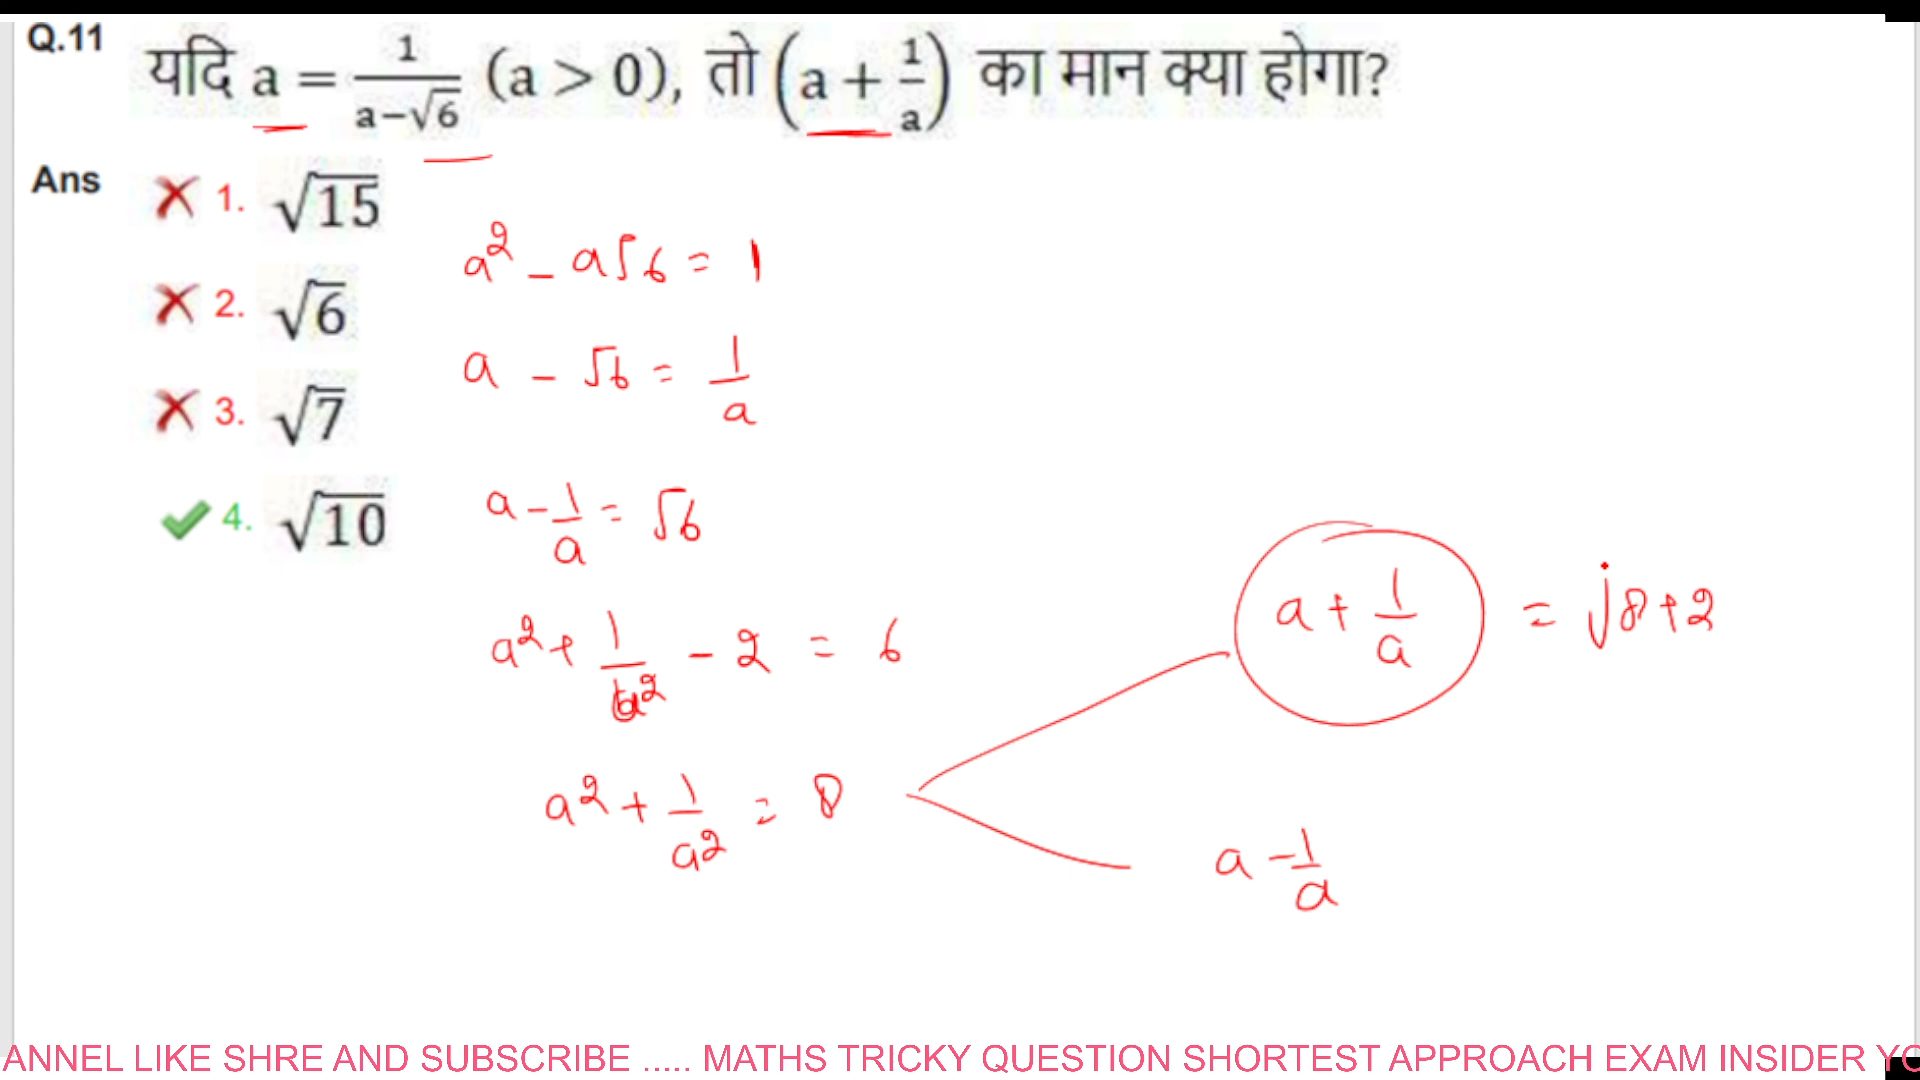 Q.11 यदि a = 1/(a−√6) (a > 0), तो (a + 1/a) का मान क्या होगा?
Ans
1. √15
2. √6
3. √7
4. √10
a² − a√6 = 1
a − √6 = 1/a
a − 1/a = √6
a² + 1/a² − 2 = 6
a² + 1/a² = 8
a + 1/a = √8+2
a − 1/a
ANNEL LIKE SHRE AND SUBSCRIBE ..... MATHS TRICKY QUESTION SHORTEST APPROACH EXAM INSIDER YO